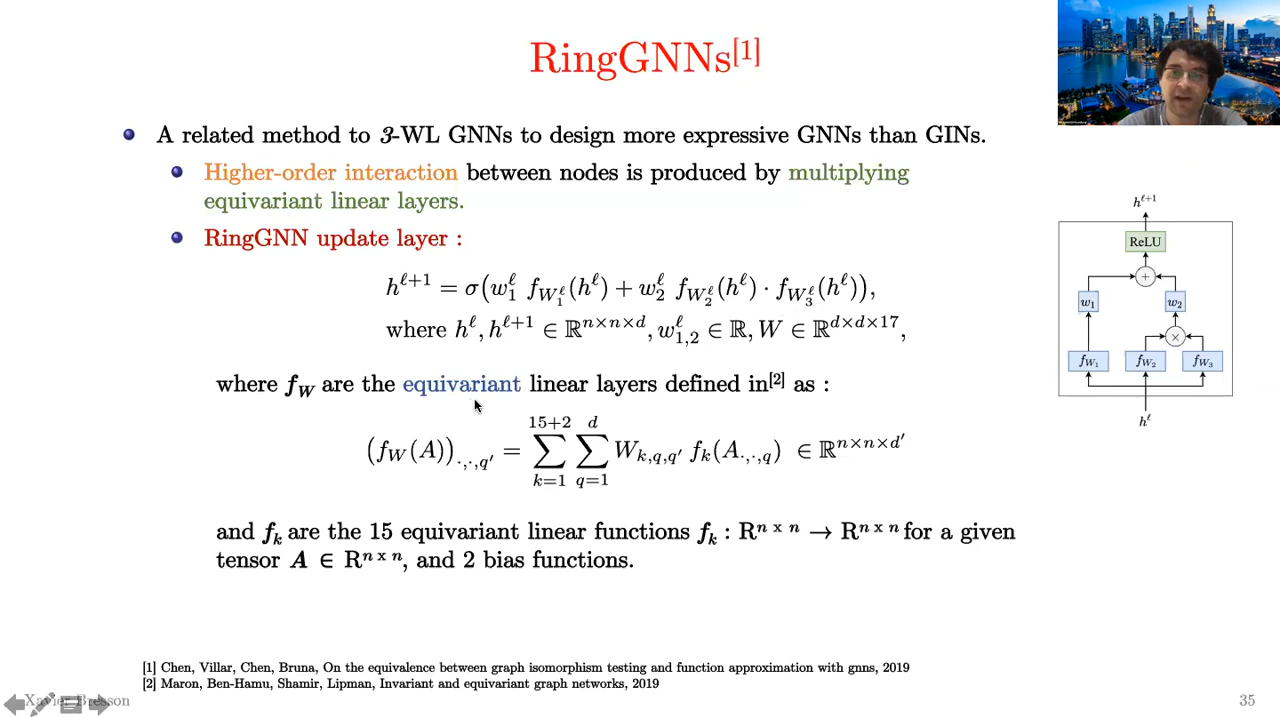 RingGNNs[1]
A related method to 3-WL GNNs to design more expressive GNNs than GINs.
Higher-order interaction between nodes is produced by multiplying
equivariant linear layers.
RingGNN update layer :
h^{ℓ+1} = σ(w_1^ℓ f_{W_1^ℓ}(h^ℓ) + w_2^ℓ f_{W_2^ℓ}(h^ℓ) · f_{W_3^ℓ}(h^ℓ)),
where h^ℓ, h^{ℓ+1} ∈ ℝ^{n×n×d}, w_{1,2}^ℓ ∈ ℝ, W ∈ ℝ^{d×d×17},
where f_W are the equivariant linear layers defined in[2] as :
(f_W(A))_{·,·,q'} = ∑_{k=1}^{15+2} ∑_{q=1}^{d} W_{k,q,q'} f_k(A_{·,·,q}) ∈ ℝ^{n×n×d'}
and f_k are the 15 equivariant linear functions f_k : R^{n x n} → R^{n x n} for a given
tensor A ∈ R^{n x n}, and 2 bias functions.
h^{ℓ+1}
ReLU
+
w_1 w_2
×
f_{W_1} f_{W_2} f_{W_3}
h^ℓ
[1] Chen, Villar, Chen, Bruna, On the equivalence between graph isomorphism testing and function approximation with gnns, 2019
[2] Maron, Ben-Hamu, Shamir, Lipman, Invariant and equivariant graph networks, 2019
Xavier Bresson
35